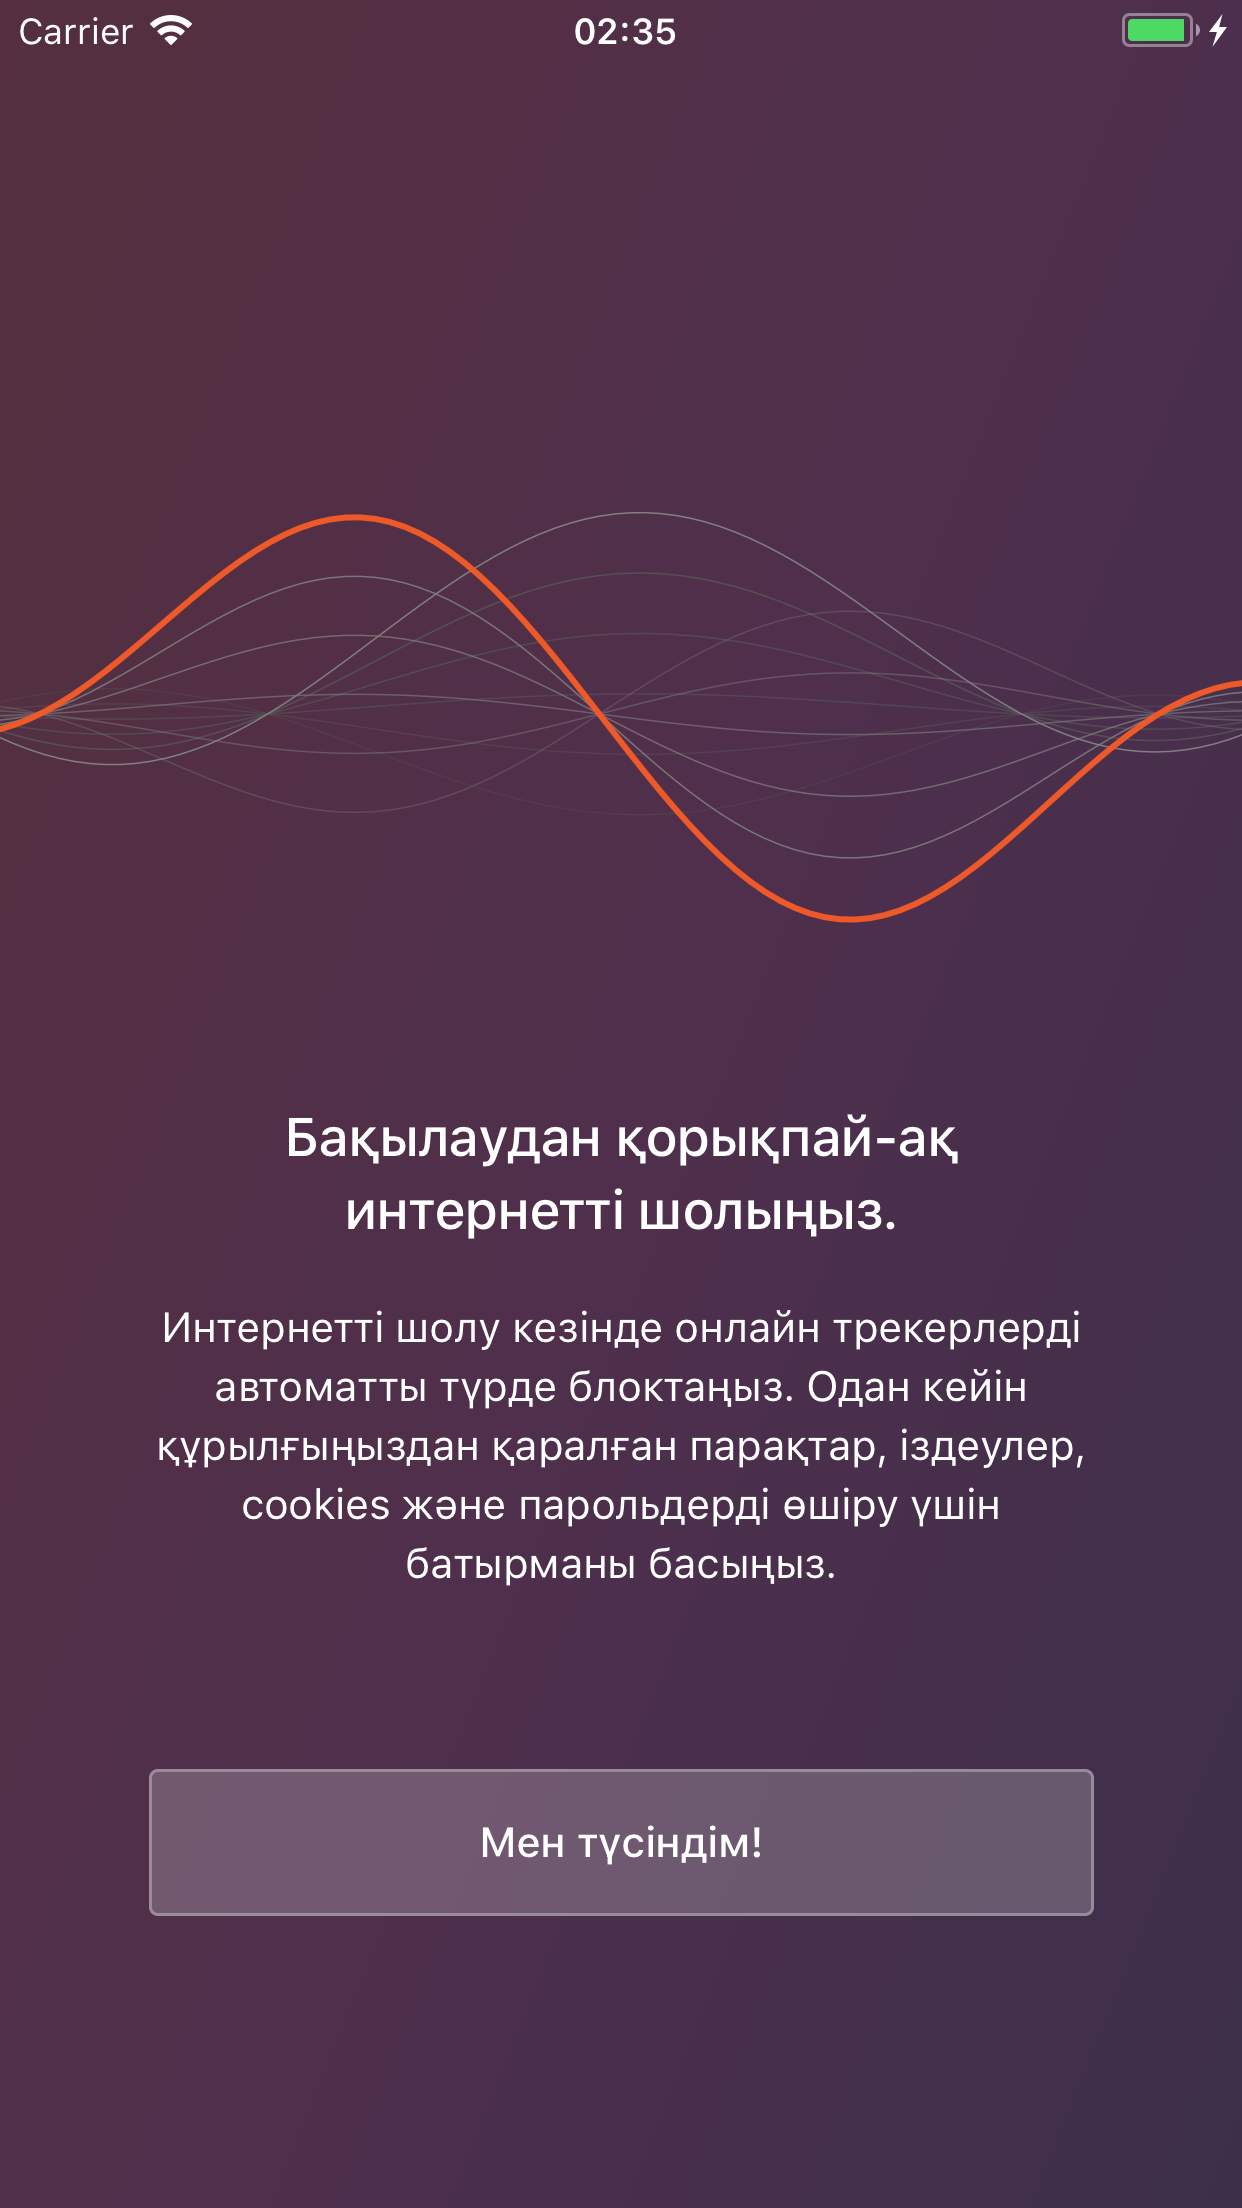 Carrier 02:35
Бақылаудан қорықпай-ақ
интернетті шолыңыз.
Интернетті шолу кезінде онлайн трекерлерді
автоматты түрде блоктаңыз. Одан кейін
құрылғыңыздан қаралған парақтар, іздеулер,
cookies және парольдерді өшіру үшін
батырманы басыңыз.
Мен түсіндім!